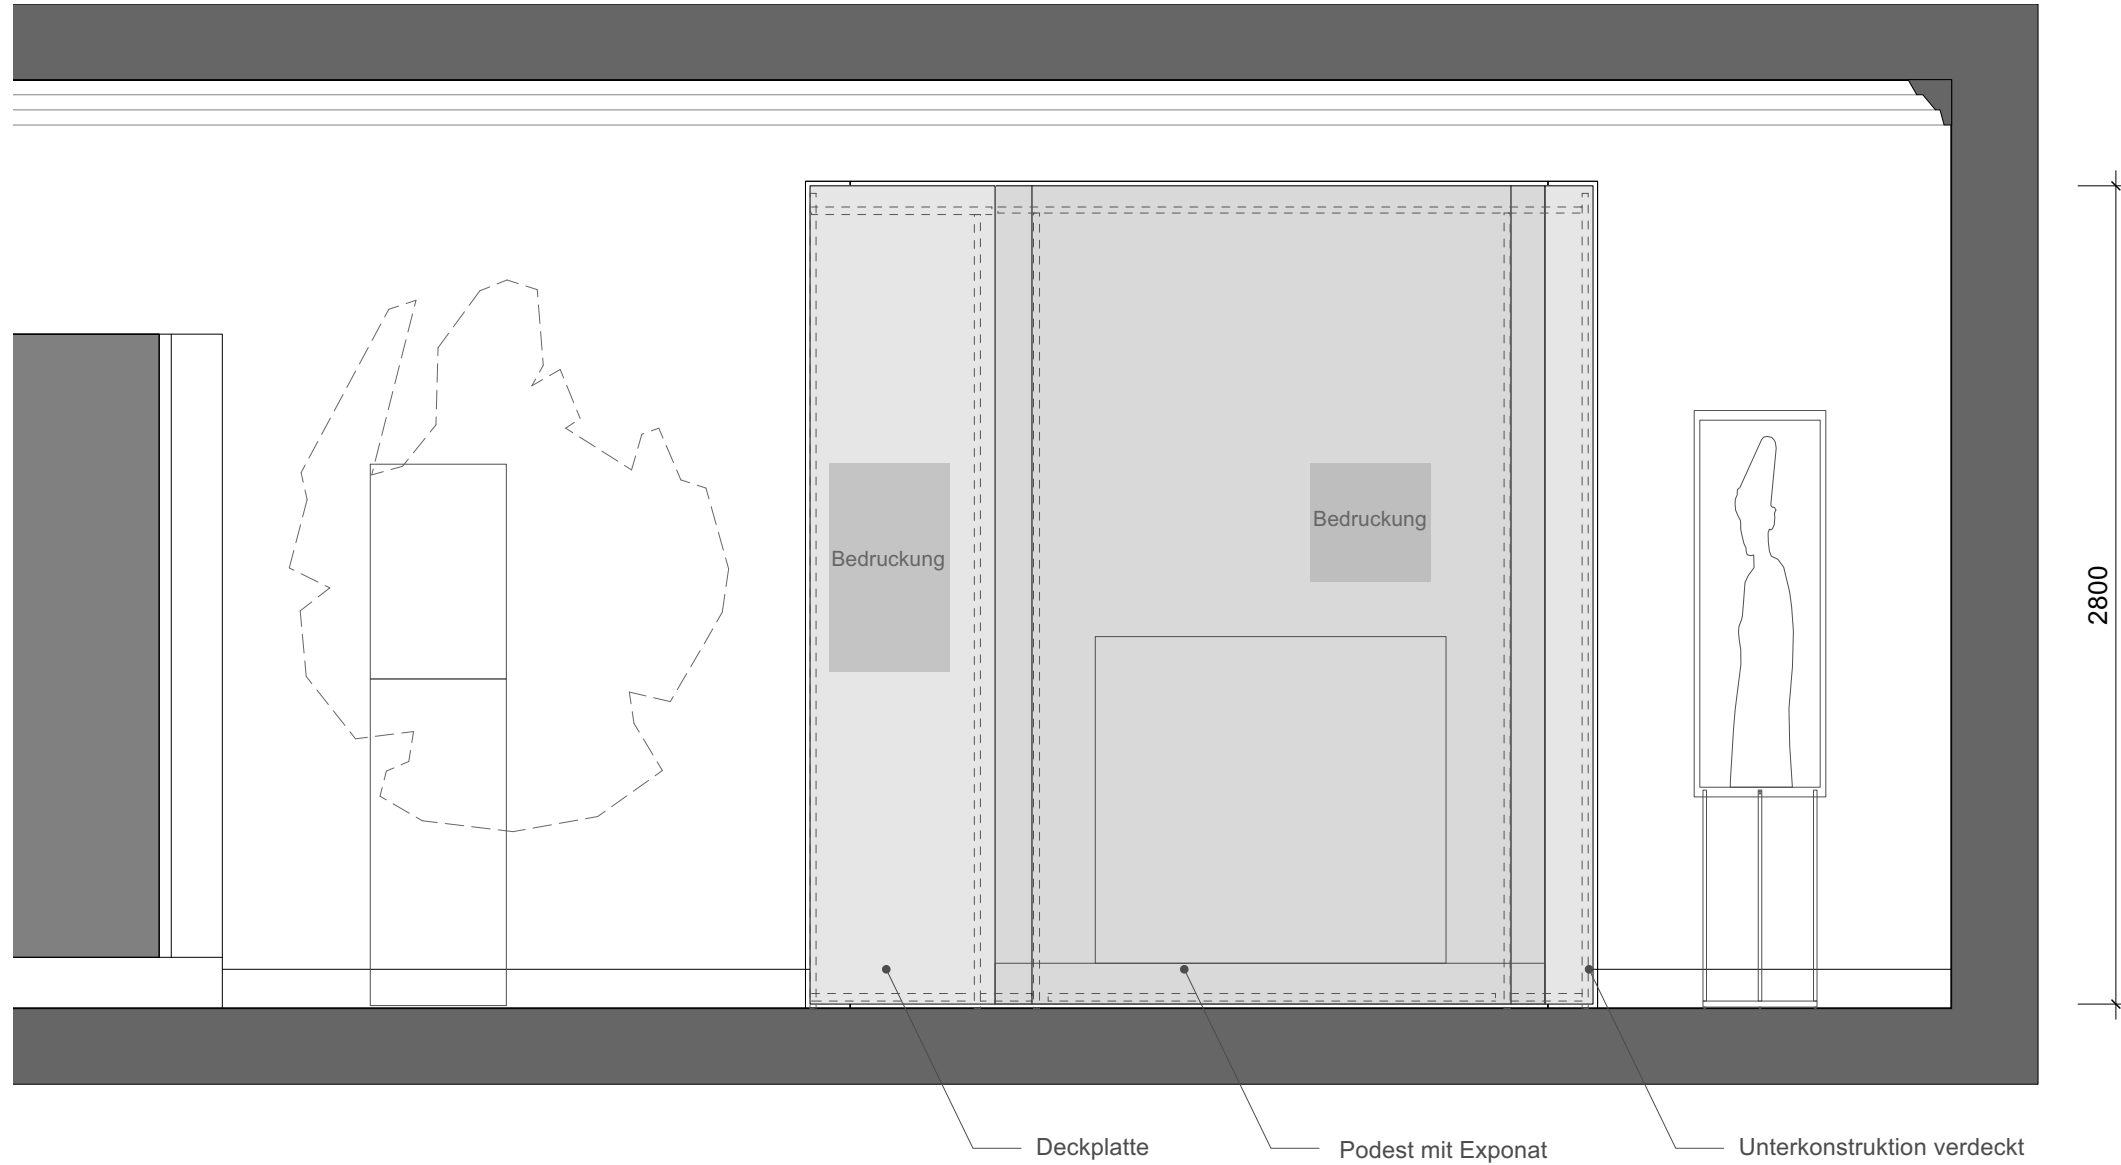 Bedruckung
Bedruckung
2800
Deckplatte
Podest mit Exponat
Unterkonstruktion verdeckt